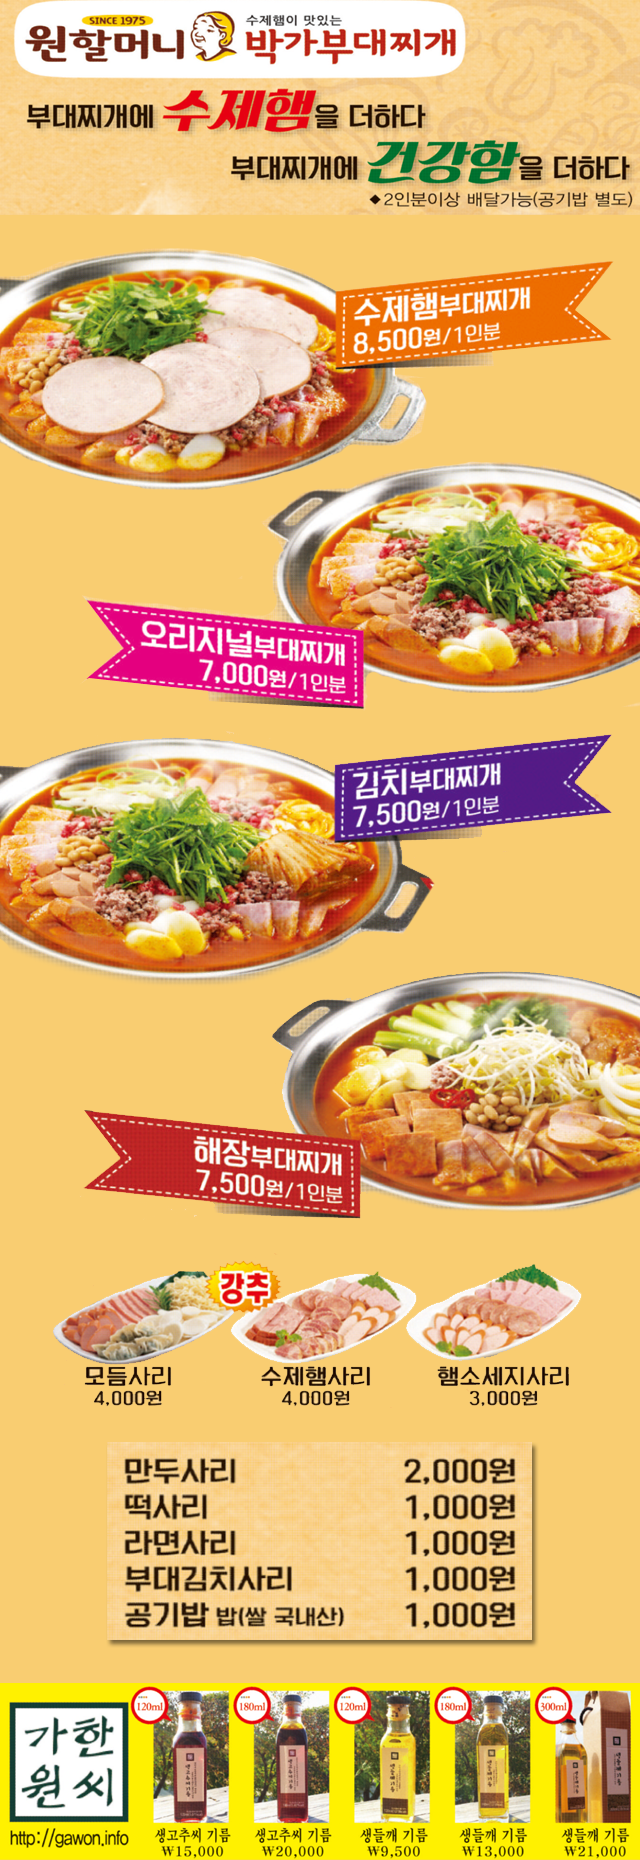 SINCE 1975
수제햄이 맛있는
원할머니 박가부대찌개
부대찌개에 수제햄을 더하다
부대찌개에 건강함을 더하다
◆2인분이상 배달가능(공기밥 별도)
수제햄부대찌개
8,500원/1인분
오리지널부대찌개
7,000원/1인분
김치부대찌개
7,500원/1인분
해장부대찌개
7,500원/1인분
강추
모듬사리 수제햄사리 햄소세지사리
4,000원 4,000원 3,000원
만두사리 2,000원
떡사리 1,000원
라면사리 1,000원
부대김치사리 1,000원
공기밥 밥(쌀 국내산) 1,000원
120ml 180ml 120ml 180ml 300ml
가한
원씨
http://gawon.info
생고추씨 기름 생고추씨 기름 생들깨 기름 생들깨 기름 생들깨 기름
₩15,000 ₩20,000 ₩9,500 ₩13,000 ₩21,000